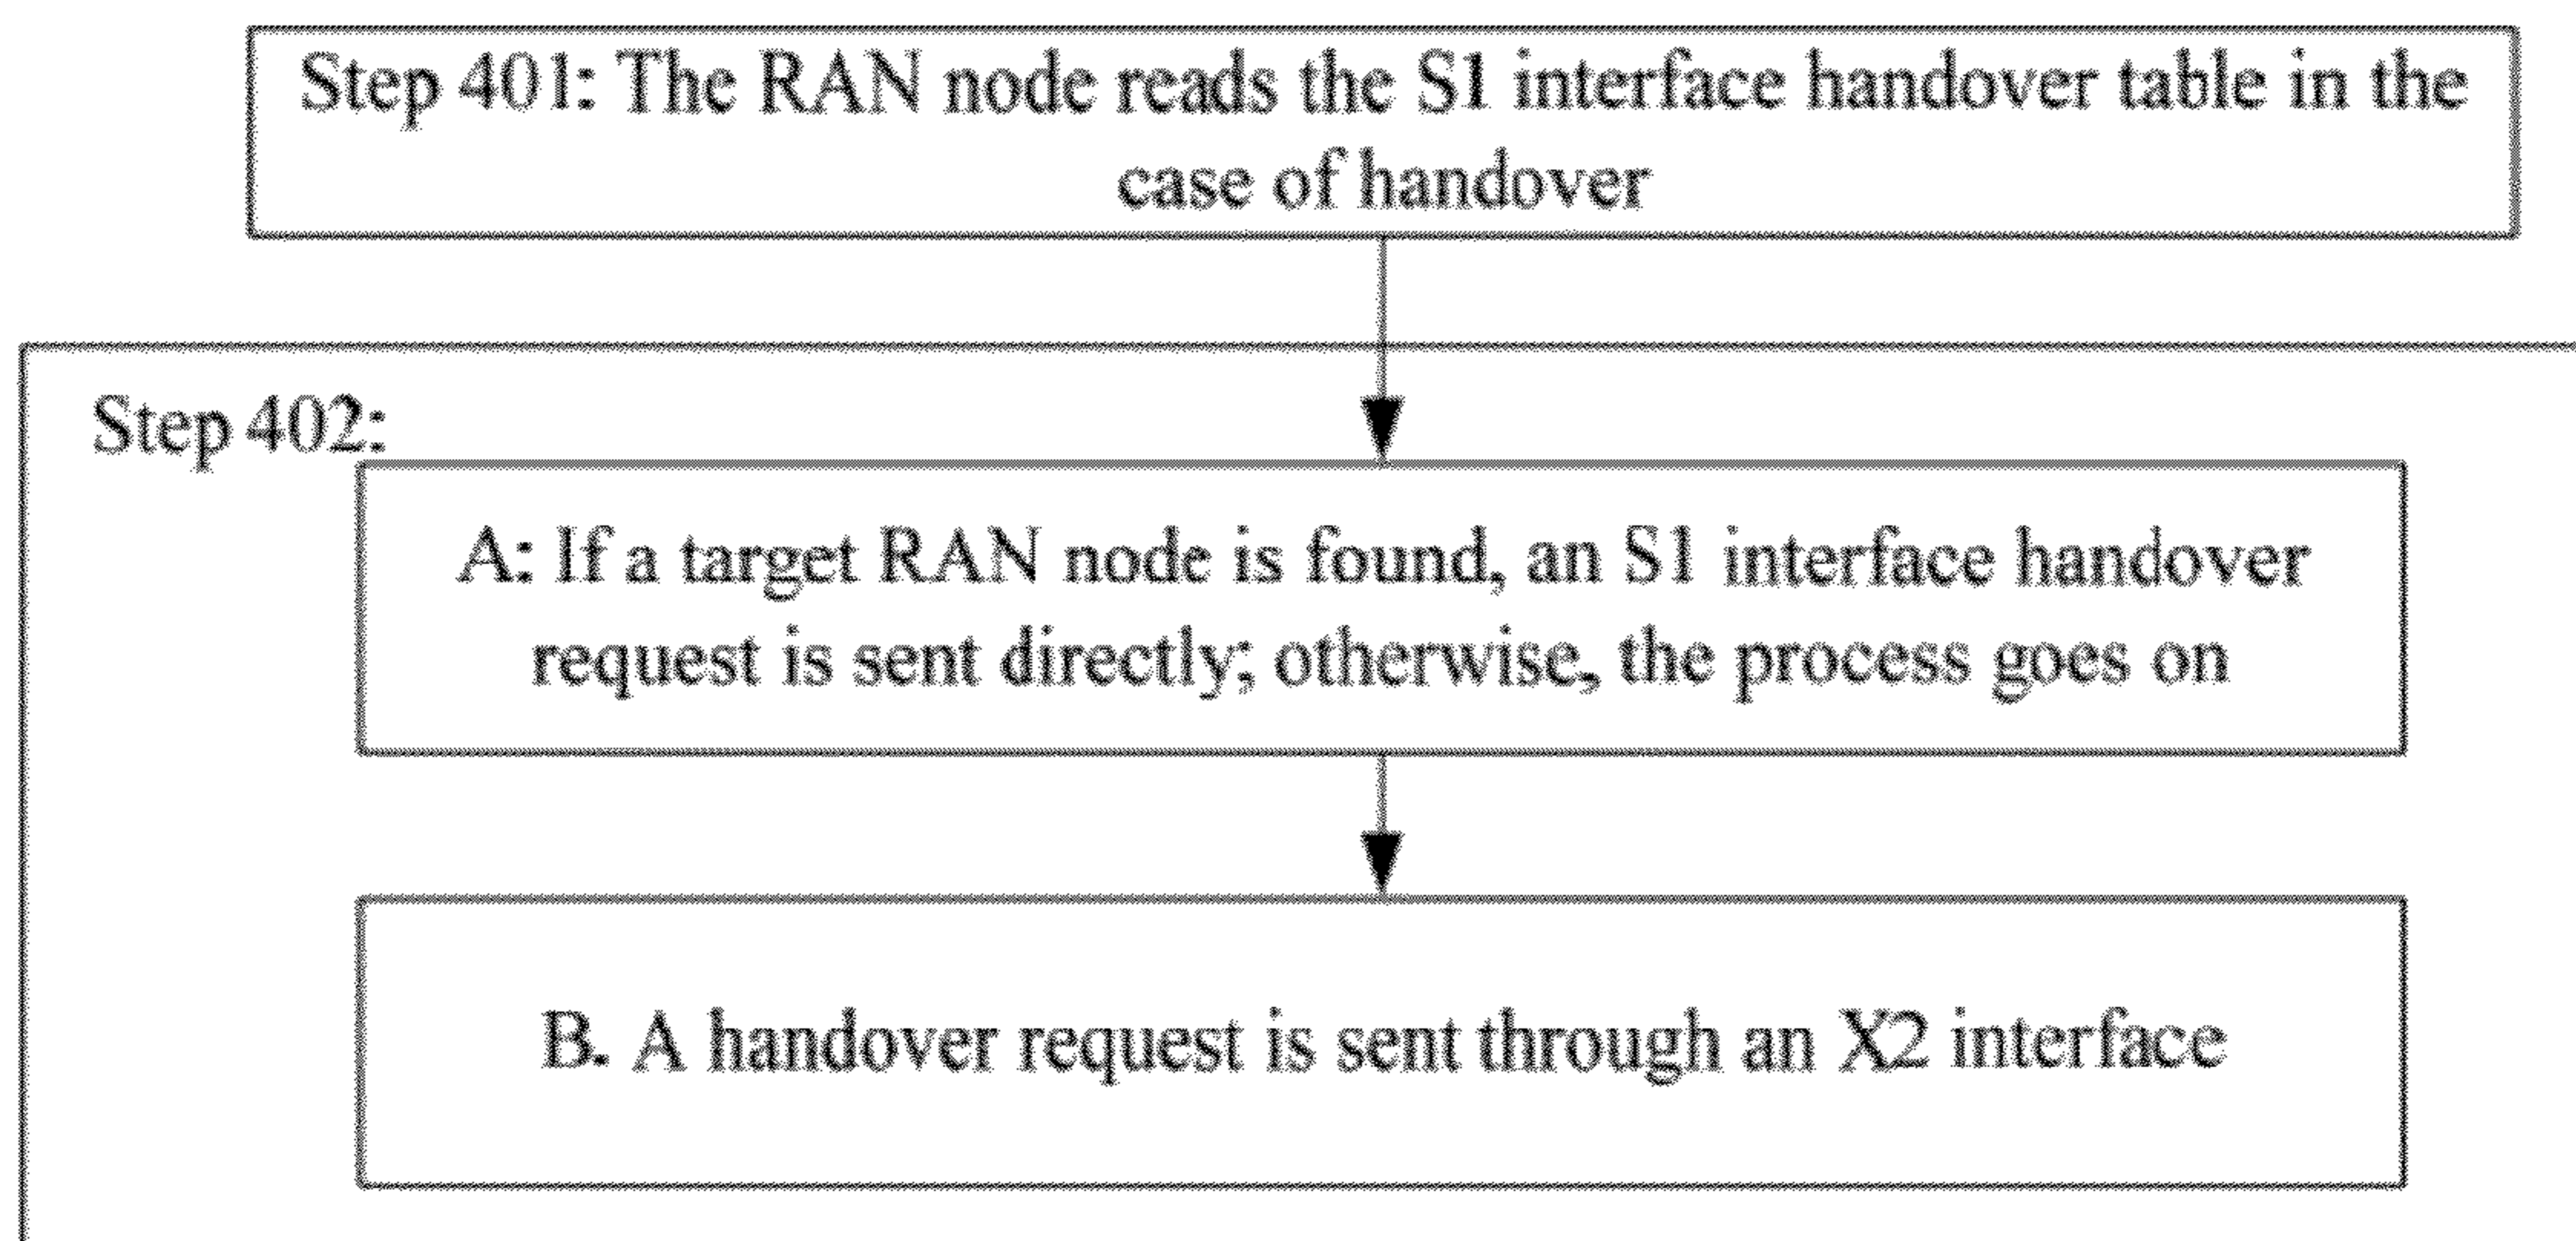 Step 401: The RAN node reads the S1 interface handover table in the
case of handover
Step 402:
A: If a target RAN node is found, an S1 interface handover
request is sent directly; otherwise, the process goes on
B. A handover request is sent through an X2 interface